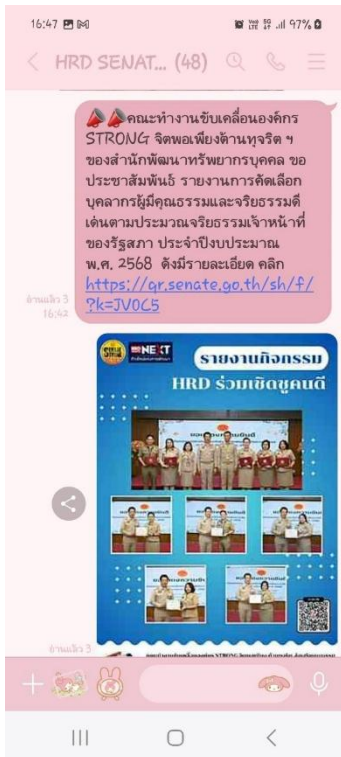 16:47
97%
HRD SENAT... (48)
📣📣คณะทำงานขับเคลื่อนองค์กร
STRONG จิตพอเพียงต้านทุจริต ฯ
ของสำนักพัฒนาทรัพยากรบุคคล ขอ
ประชาสัมพันธ์ รายงานการคัดเลือก
บุคลากรผู้มีคุณธรรมและจริยธรรมดี
เด่นตามประมวลจริยธรรมเจ้าหน้าที่
ของรัฐสภา ประจำปีงบประมาณ
พ.ศ. 2568 ดังมีรายละเอียด คลิก
https://qr.senate.go.th/sh/f/
?k=JV0C5
อ่านแล้ว 3
16:42
NEXT
รายงานกิจกรรม
HRD ร่วมเชิดชูคนดี
อ่านแล้ว 3